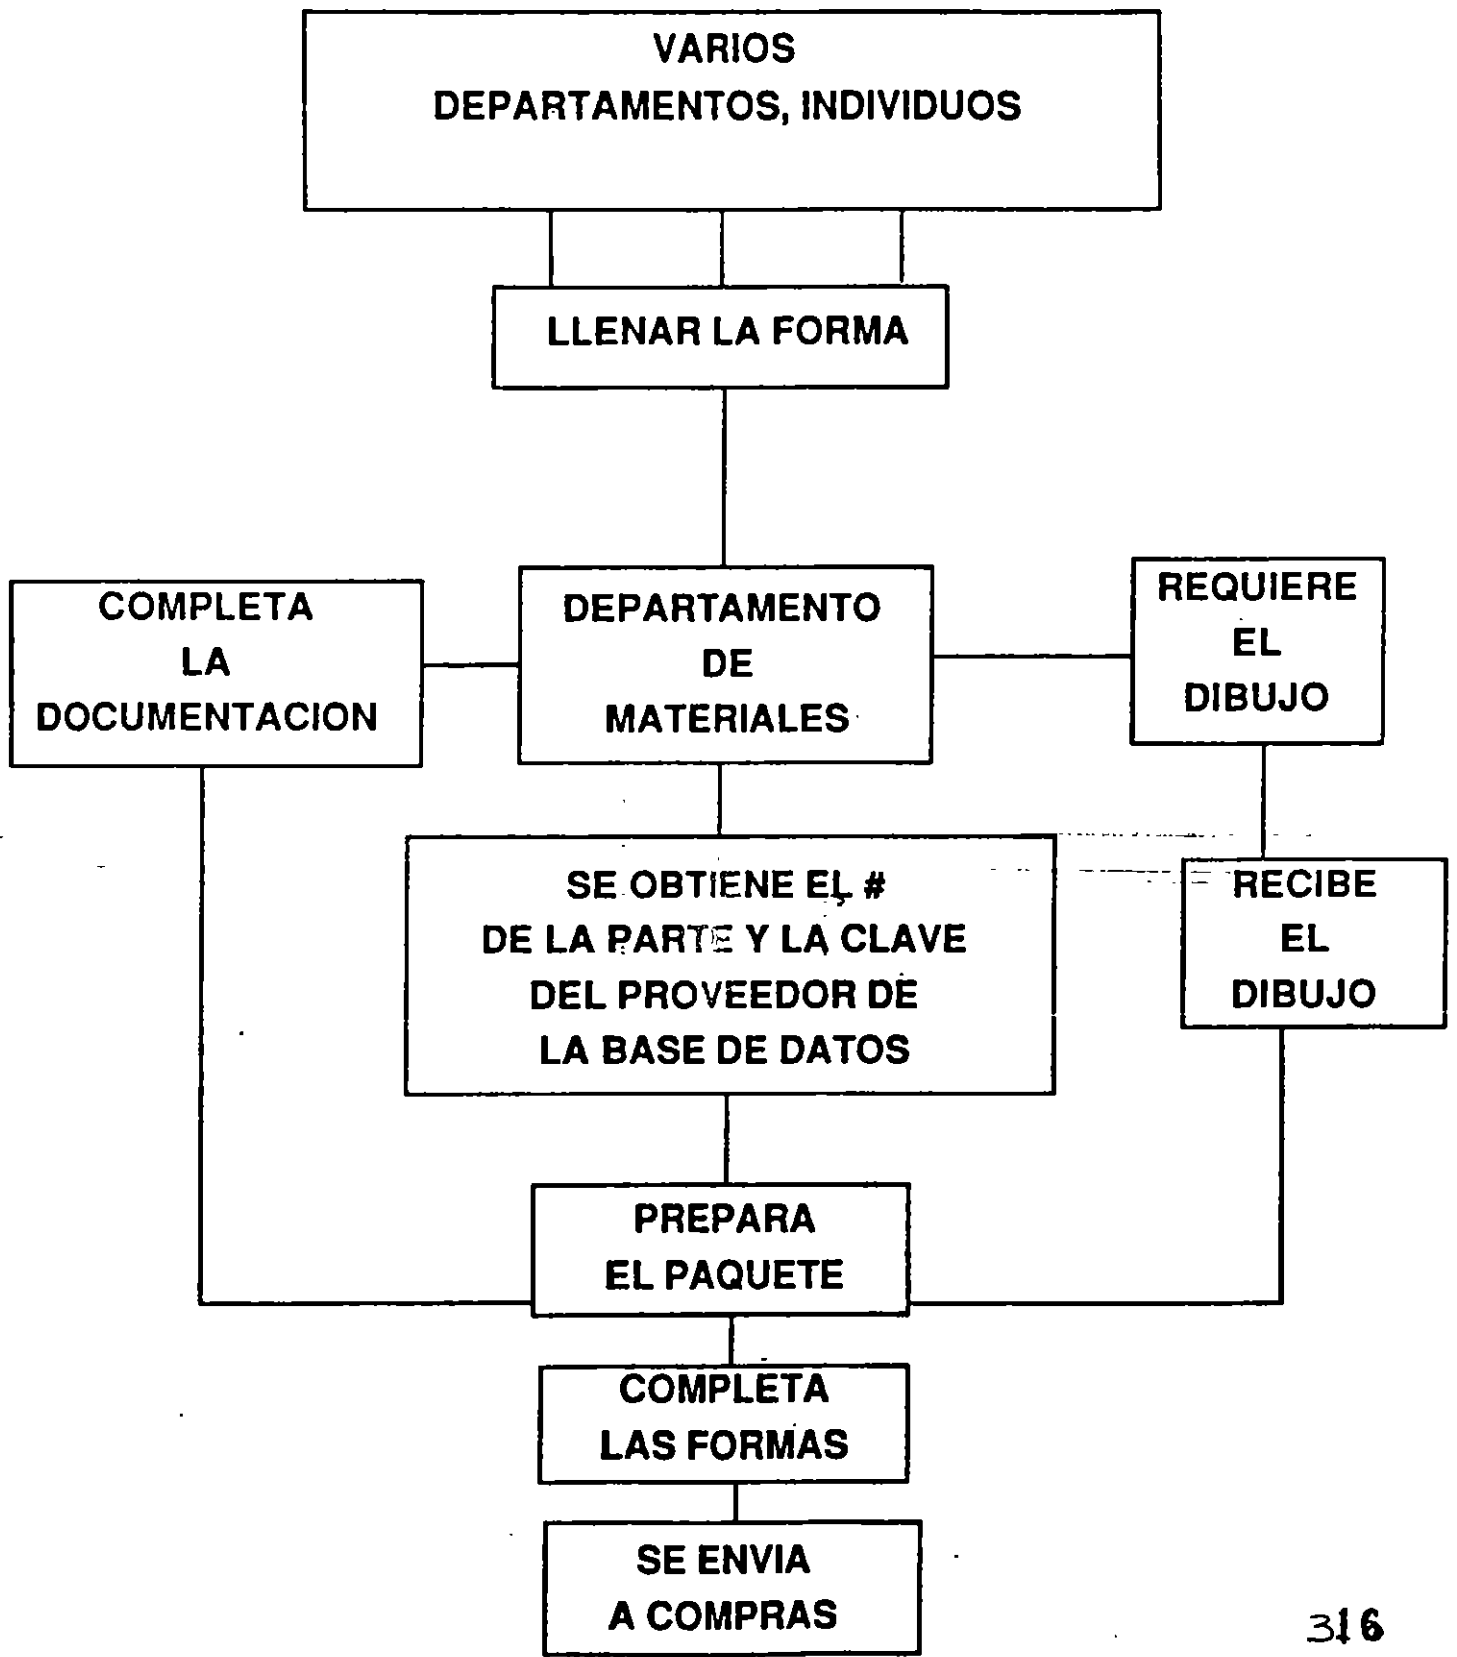 VARIOS
DEPARTAMENTOS, INDIVIDUOS
LLENAR LA FORMA
COMPLETA
LA
DOCUMENTACION
DEPARTAMENTO
DE
MATERIALES
REQUIERE
EL
DIBUJO
SE OBTIENE EL #
DE LA PARTE Y LA CLAVE
DEL PROVEEDOR DE
LA BASE DE DATOS
RECIBE
EL
DIBUJO
PREPARA
EL PAQUETE
COMPLETA
LAS FORMAS
SE ENVIA
A COMPRAS
316